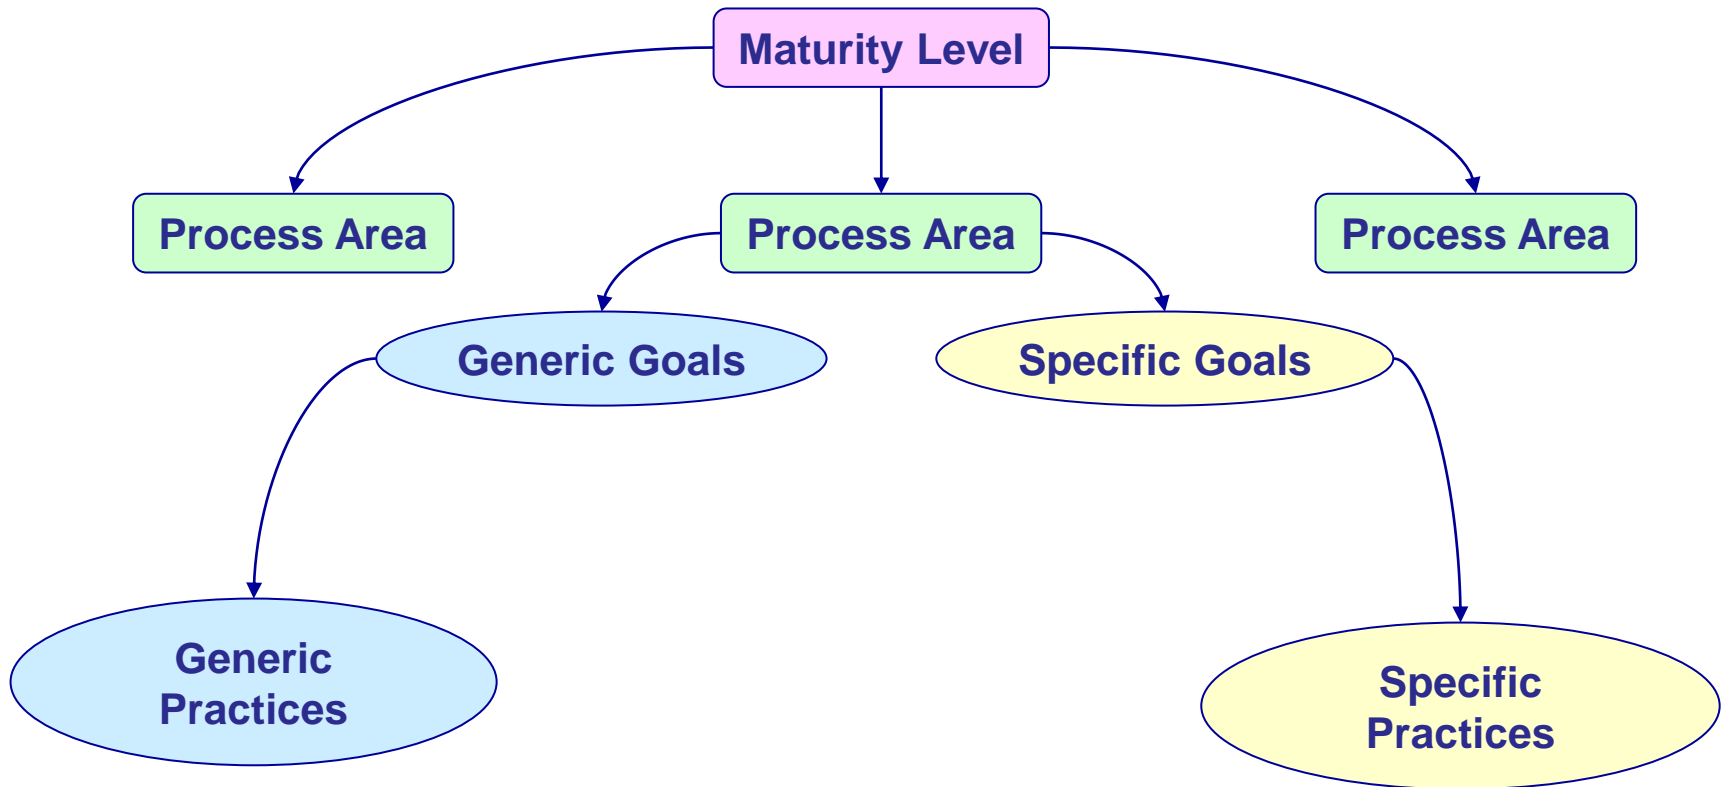 Maturity Level
Process Area
Process Area
Process Area
Generic Goals
Specific Goals
Generic
Practices
Specific
Practices